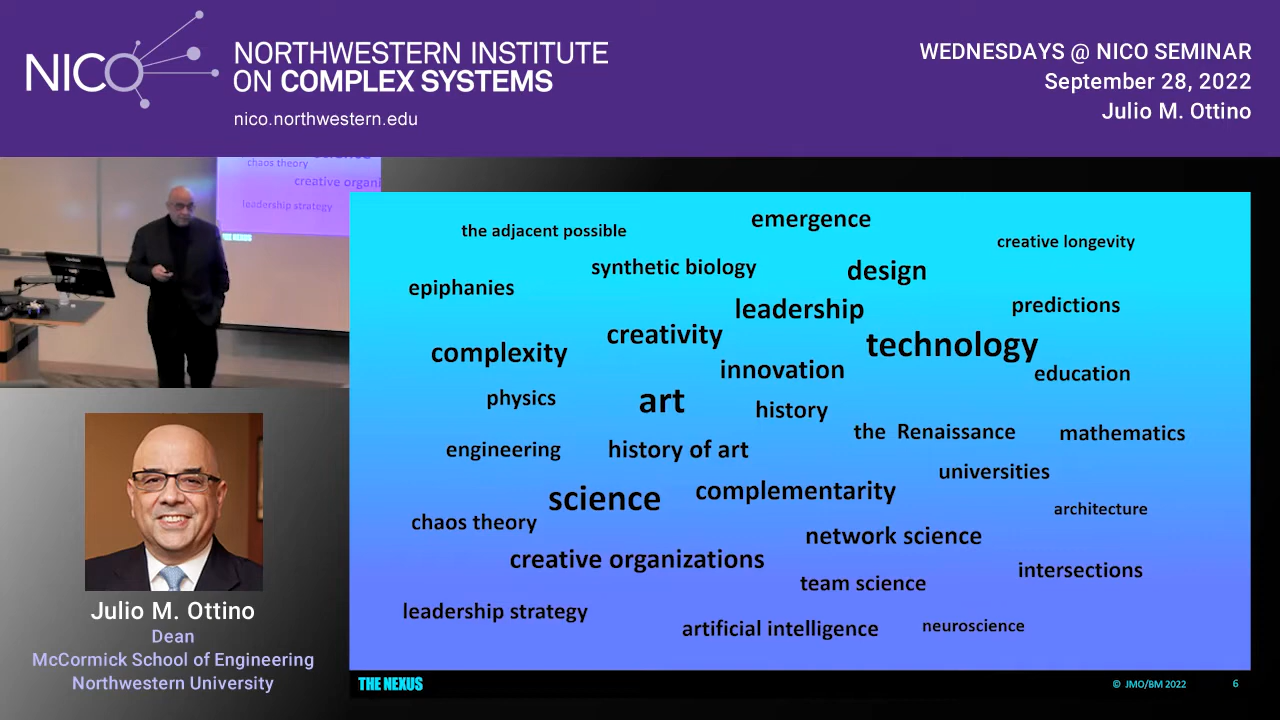 NICO
NORTHWESTERN INSTITUTE
ON COMPLEX SYSTEMS
nico.northwestern.edu
WEDNESDAYS @ NICO SEMINAR
September 28, 2022
Julio M. Ottino
chaos theory
creative organi
leadership strategy
THE NEXUS
the adjacent possible
emergence
creative longevity
synthetic biology
design
epiphanies
leadership
predictions
creativity
technology
complexity
innovation
education
physics
art
history
the Renaissance
mathematics
engineering
history of art
universities
science
complementarity
architecture
chaos theory
network science
creative organizations
intersections
team science
leadership strategy
artificial intelligence
neuroscience
THE NEXUS
© JMO/BM 2022
6
Julio M. Ottino
Dean
McCormick School of Engineering
Northwestern University